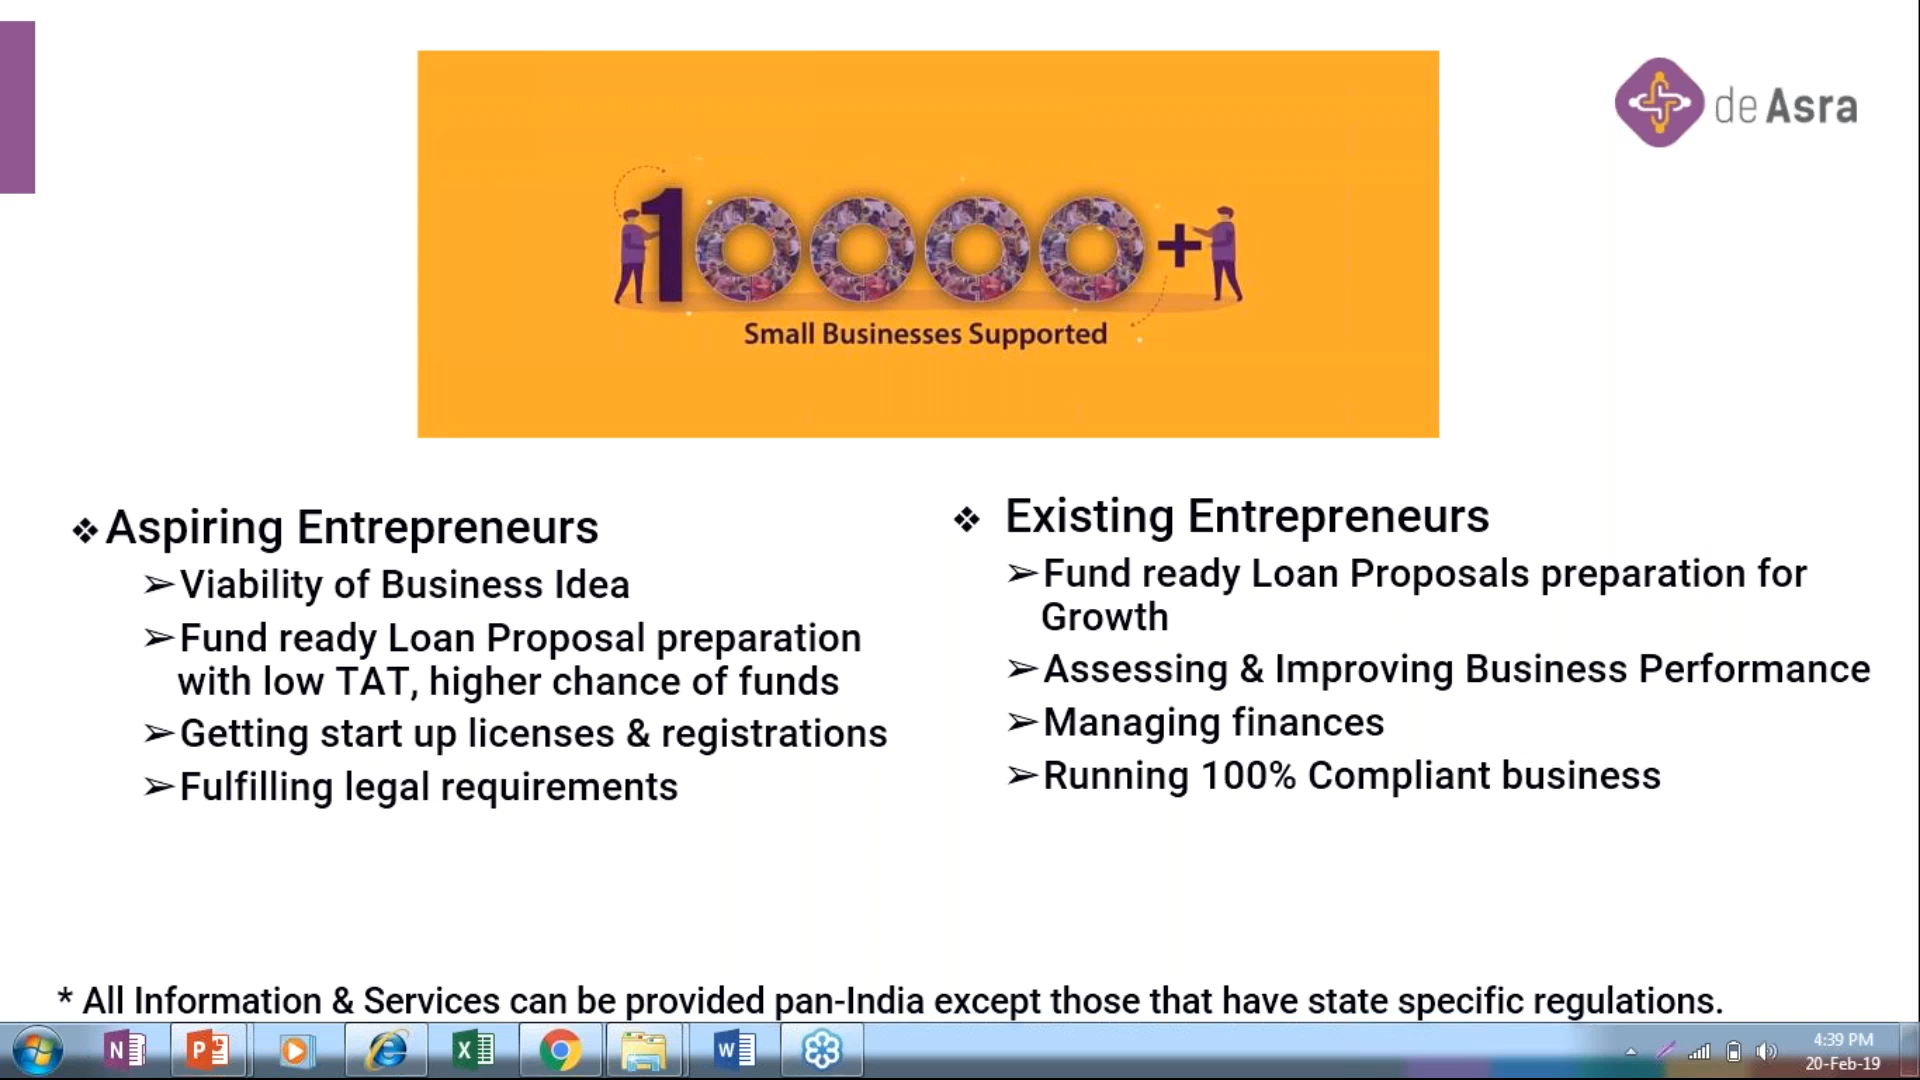 de Asra
10000+
Small Businesses Supported
❖ Aspiring Entrepreneurs
➢ Viability of Business Idea
➢ Fund ready Loan Proposal preparation
with low TAT, higher chance of funds
➢ Getting start up licenses & registrations
➢ Fulfilling legal requirements
❖ Existing Entrepreneurs
➢ Fund ready Loan Proposals preparation for
Growth
➢ Assessing & Improving Business Performance
➢ Managing finances
➢ Running 100% Compliant business
* All Information & Services can be provided pan-India except those that have state specific regulations.
4:39 PM
20-Feb-19